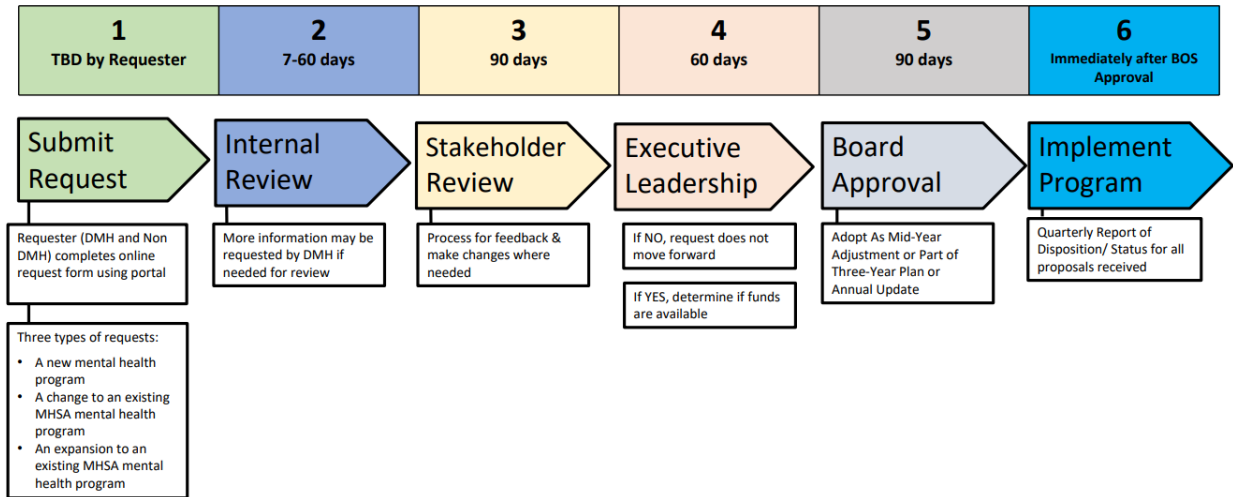 1
TBD by Requester
2
7-60 days
3
90 days
4
60 days
5
90 days
6
Immediately after BOS
Approval
Submit
Request
Internal
Review
Stakeholder
Review
Executive
Leadership
Board
Approval
Implement
Program
Requester (DMH and Non
DMH) completes online
request form using portal
More information may be
requested by DMH if
needed for review
Process for feedback &
make changes where
needed
If NO, request does not
move forward
If YES, determine if funds
are available
Adopt As Mid-Year
Adjustment or Part of
Three-Year Plan or
Annual Update
Quarterly Report of
Disposition/ Status for all
proposals received
Three types of requests:
• A new mental health
program
• A change to an existing
MHSA mental health
program
• An expansion to an
existing MHSA mental
health program